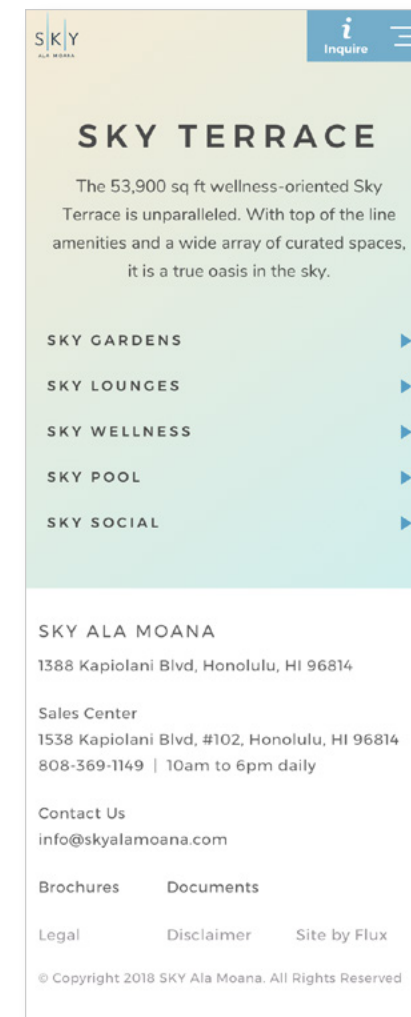 SKY
ALA MOANA
i
Inquire
SKY TERRACE
The 53,900 sq ft wellness-oriented Sky
Terrace is unparalleled. With top of the line
amenities and a wide array of curated spaces,
it is a true oasis in the sky.
SKY GARDENS
SKY LOUNGES
SKY WELLNESS
SKY POOL
SKY SOCIAL
SKY ALA MOANA
1388 Kapiolani Blvd, Honolulu, HI 96814
Sales Center
1538 Kapiolani Blvd, #102, Honolulu, HI 96814
808-369-1149 | 10am to 6pm daily
Contact Us
info@skyalamoana.com
Brochures Documents
Legal Disclaimer Site by Flux
© Copyright 2018 SKY Ala Moana. All Rights Reserved